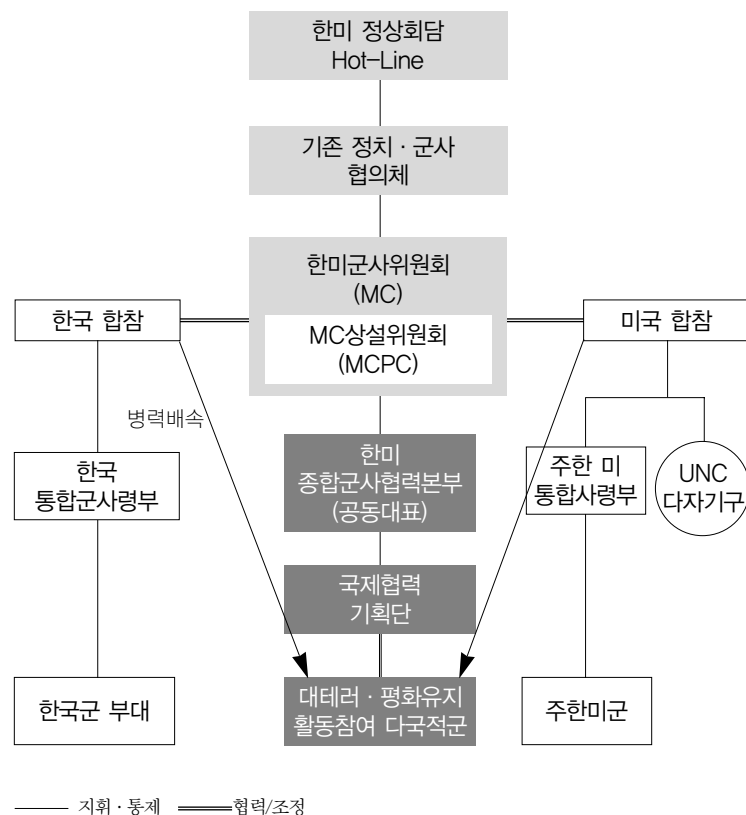 한미 정상회담
Hot-Line
기존 정치 · 군사
협의체
한미군사위원회
(MC)
MC상설위원회
(MCPC)
한국 합참
미국 합참
병력배속
한국
통합군사령부
한미
종합군사협력본부
(공동대표)
주한 미
통합사령부
UNC
다자기구
국제협력
기획단
한국군 부대
대테러 · 평화유지
활동참여 다국적군
주한미군
지휘 · 통제
협력/조정